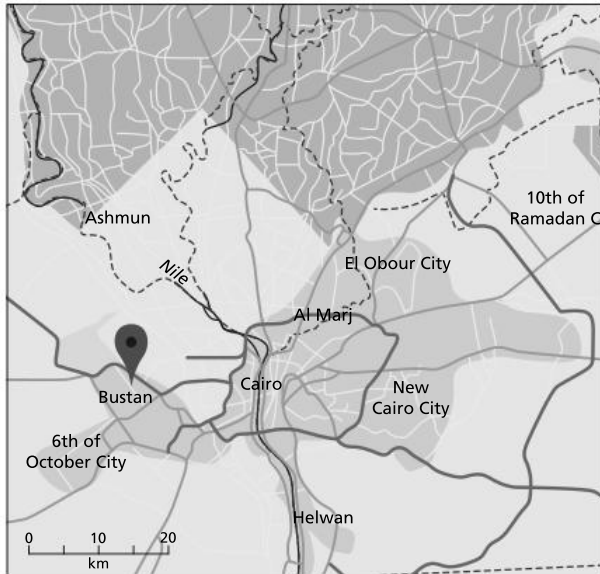 Ashmun
10th of
Ramadan C
Nile
El Obour City
Al Marj
Cairo
New
Cairo City
Bustan
6th of
October City
Helwan
0 10 20
km